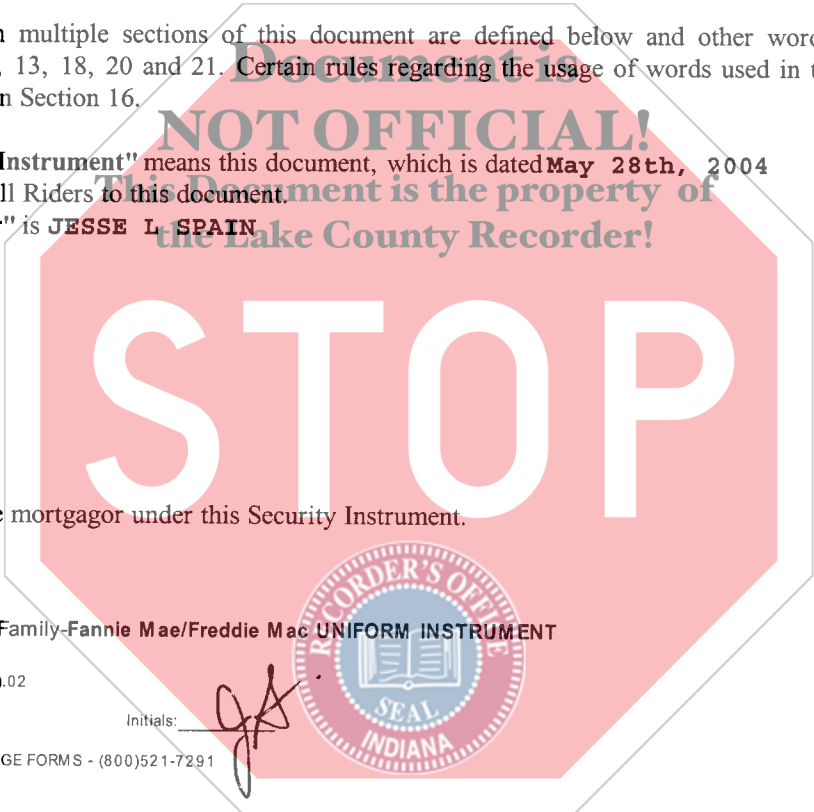 multiple sections of this document are defined below and other
, 13, 18, 20 and 21. Certain rules regarding the usage of words used in
n Section 16.
Document is
NOT OFFICIAL!
This Document is the property of
the Lake County Recorder!
Instrument" means this document, which is dated May 28th, 2004
ll Riders to this document.
" is JESSE L SPAIN
STOP
mortgagor under this Security Instrument.
Family-Fannie Mae/Freddie Mac UNIFORM INSTRUMENT
.02
Initials: JS
GE FORMS - (800)521-7291
RECORDER'S OFFICE
SEAL
INDIANA